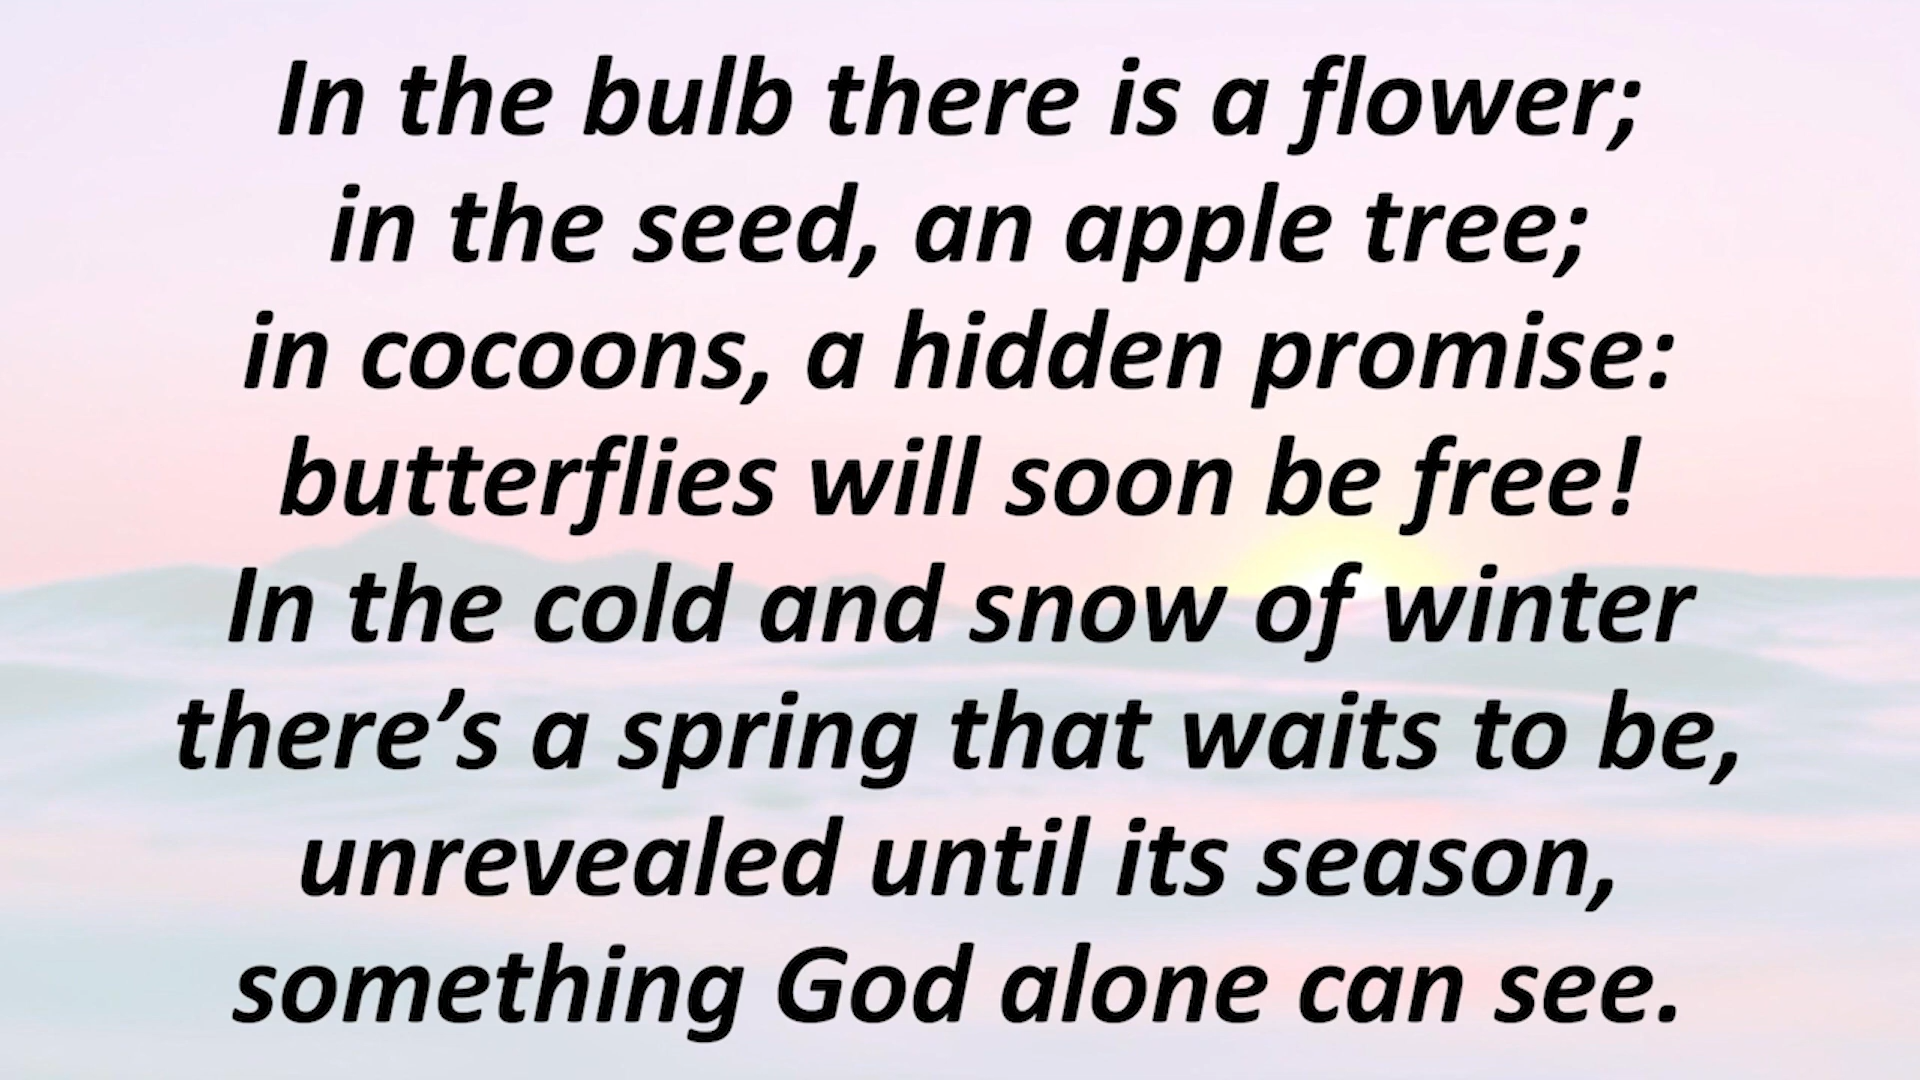 In the bulb there is a flower;
in the seed, an apple tree;
in cocoons, a hidden promise:
butterflies will soon be free!
In the cold and snow of winter
there’s a spring that waits to be,
unrevealed until its season,
something God alone can see.